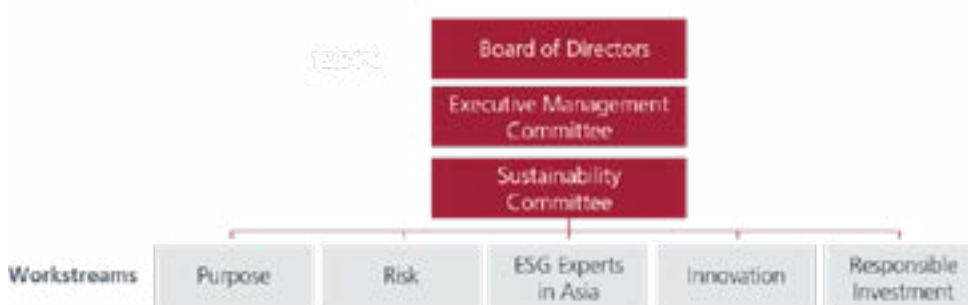 Board of Directors
Executive Management
Committee
Sustainability
Committee
Workstreams
Purpose
Risk
ESG Experts
in Asia
Innovation
Responsible
Investment